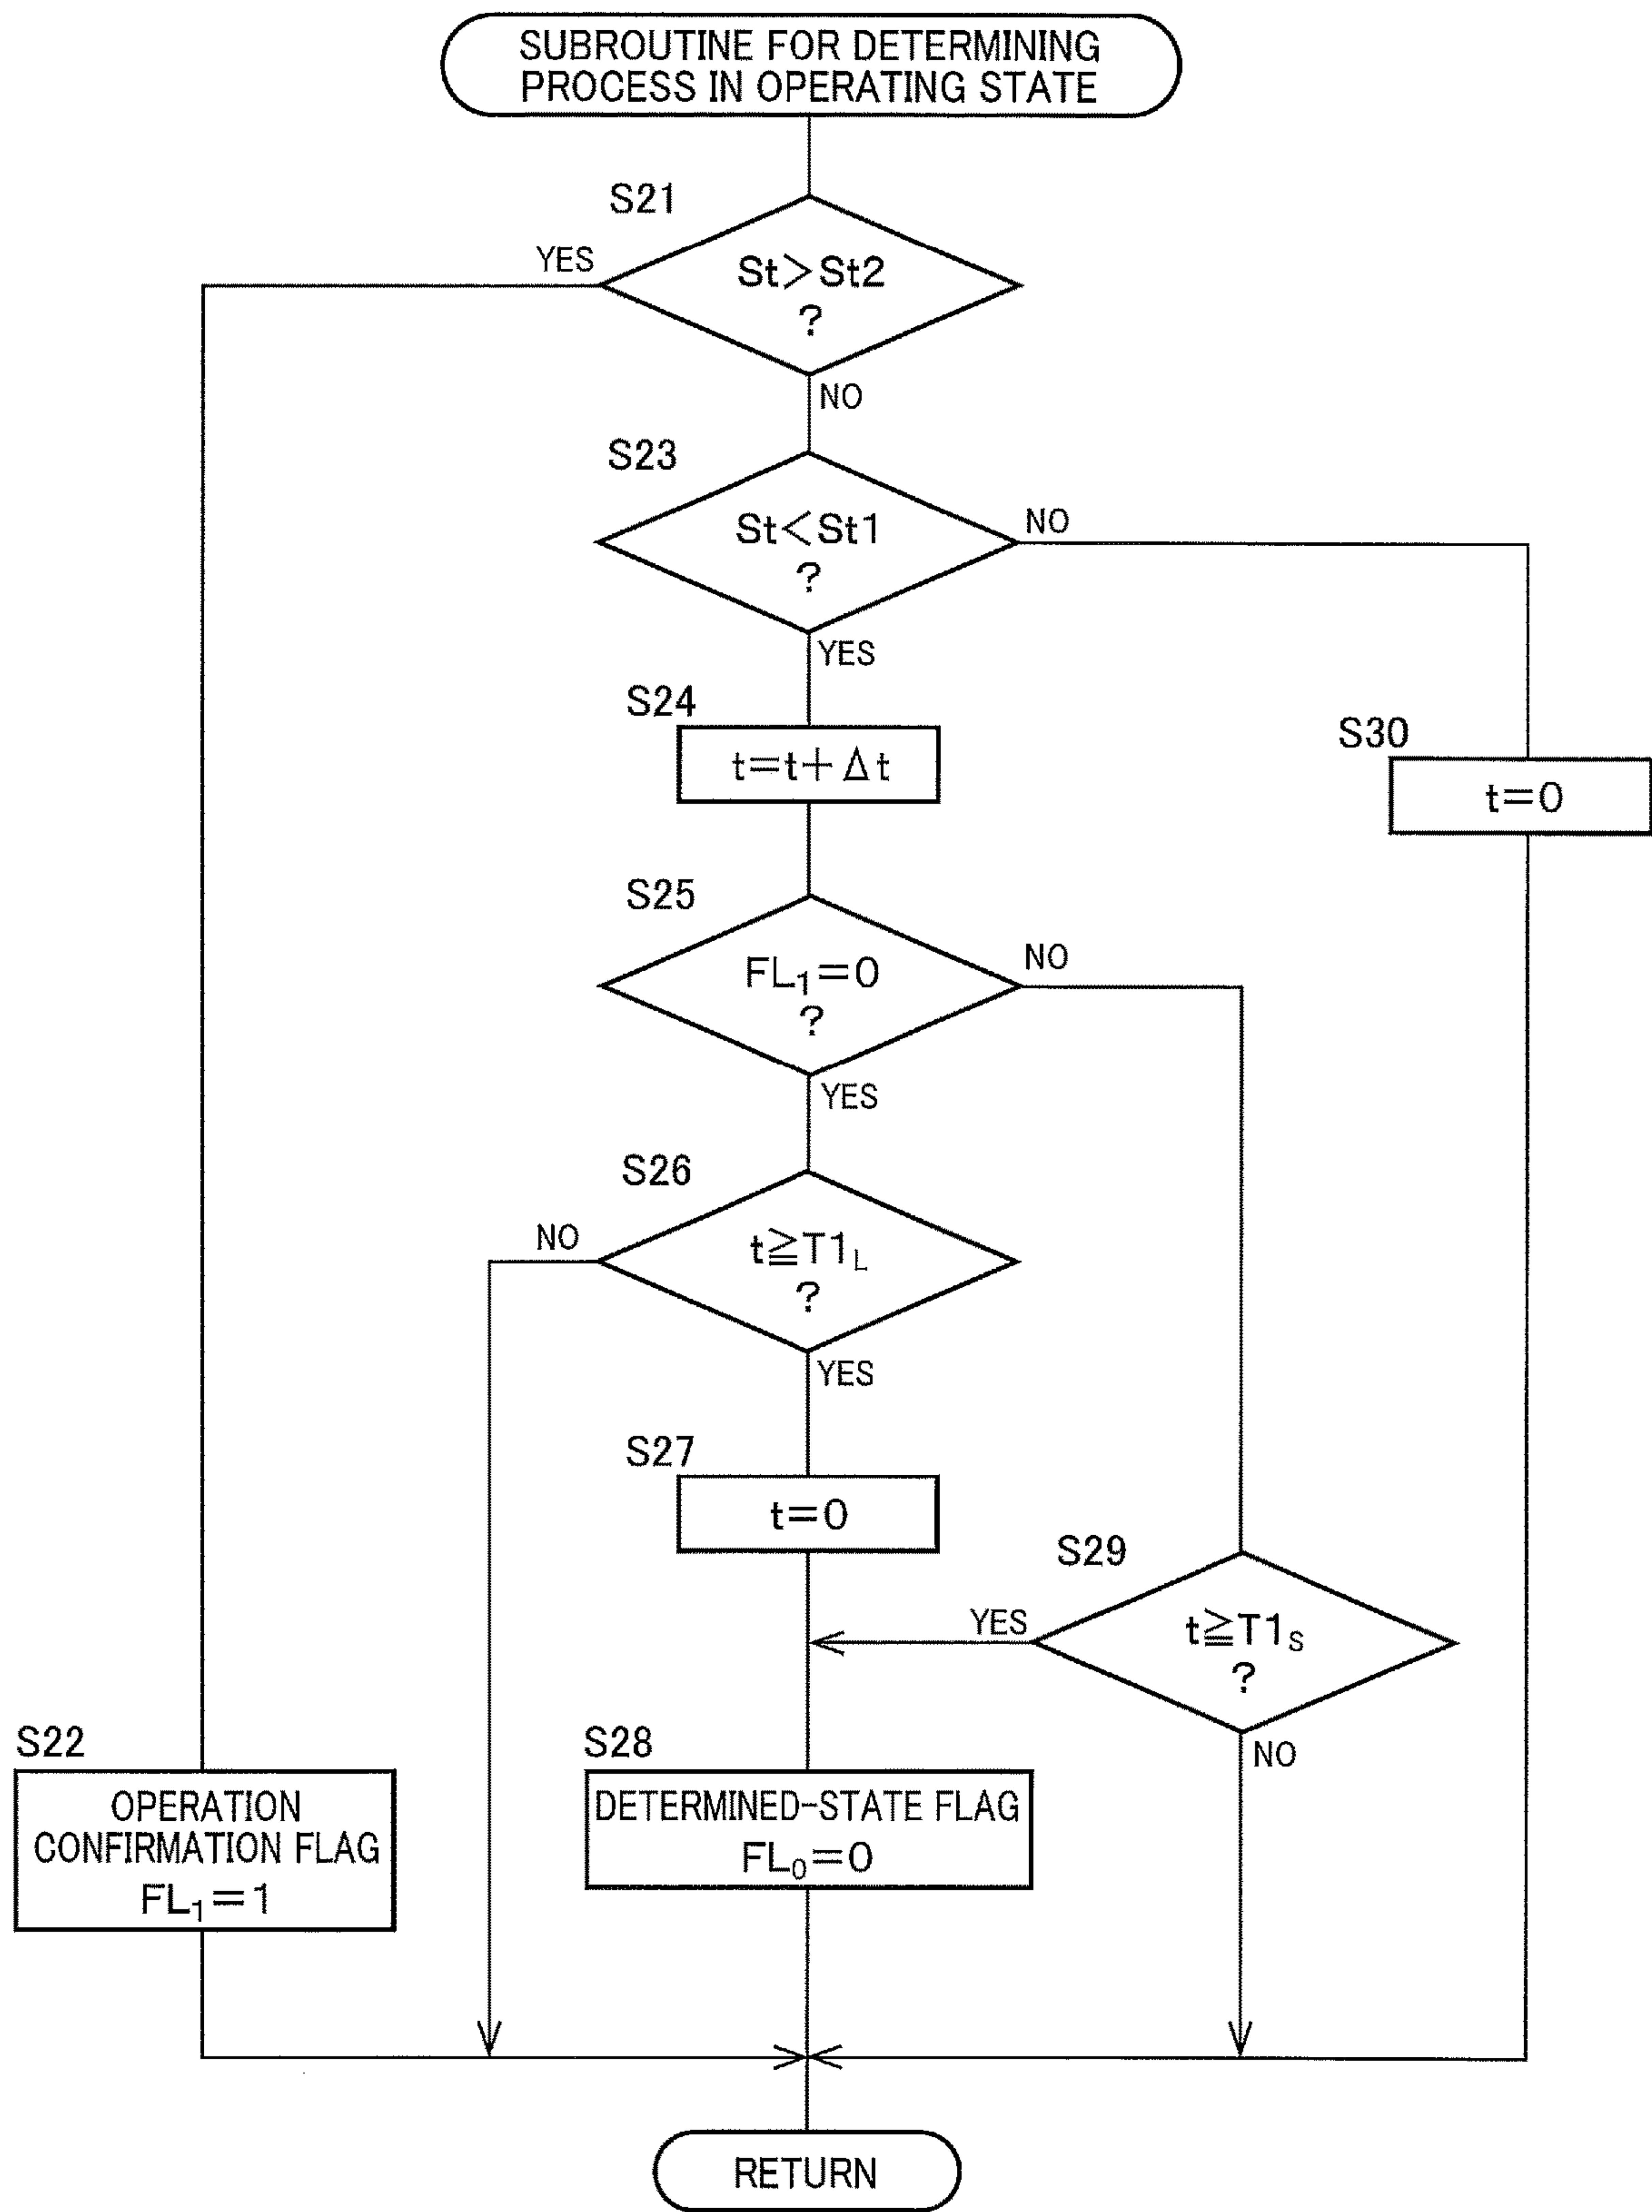 SUBROUTINE FOR DETERMINING
PROCESS IN OPERATING STATE
S21
YES
St>St2
?
NO
S23
St<St1
?
NO
YES
S24
t=t+Δt
S30
t=0
S25
FL₁=0
?
NO
YES
S26
NO
t≧T1L
?
YES
S27
t=0
S29
YES
t≧T1S
?
NO
S22
OPERATION
CONFIRMATION FLAG
FL₁=1
S28
DETERMINED-STATE FLAG
FL₀=0
RETURN